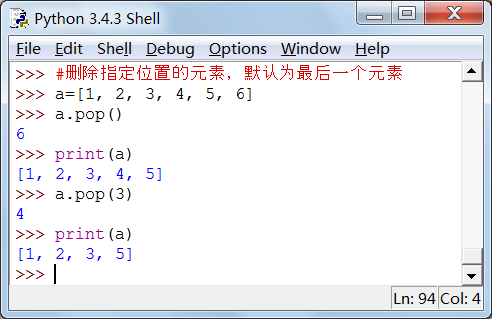 Python 3.4.3 Shell
File Edit Shell Debug Options Window Help
>>> #删除指定位置的元素，默认为最后一个元素
>>> a=[1, 2, 3, 4, 5, 6]
>>> a.pop()
6
>>> print(a)
[1, 2, 3, 4, 5]
>>> a.pop(3)
4
>>> print(a)
[1, 2, 3, 5]
>>>
Ln: 94 Col: 4